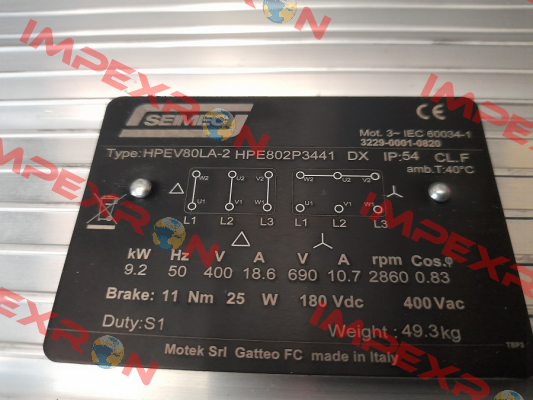 SEIMEC
CE
Mot. 3~ IEC 60034-1
3229-0001-0820
Type: HPEV80LA-2 HPE802P3441 DX IP:54 CL.F
amb.T:40°C
W2 U2 V2 W2 U2 V2
U1 V1 W1 U1 V1 W1
L1 L2 L3 L1 L2 L3
kW Hz V A V A rpm Cos.φ
9.2 50 400 18.6 690 10.7 2860 0.83
Brake: 11 Nm 25 W 180 Vdc 400 Vac
Duty:S1 Weight : 49.3kg
Motek Srl Gatteo FC made in Italy
IMPEXRON
IMPEXRON
IMPEXRON
IMPEXRON
IMPEXRON